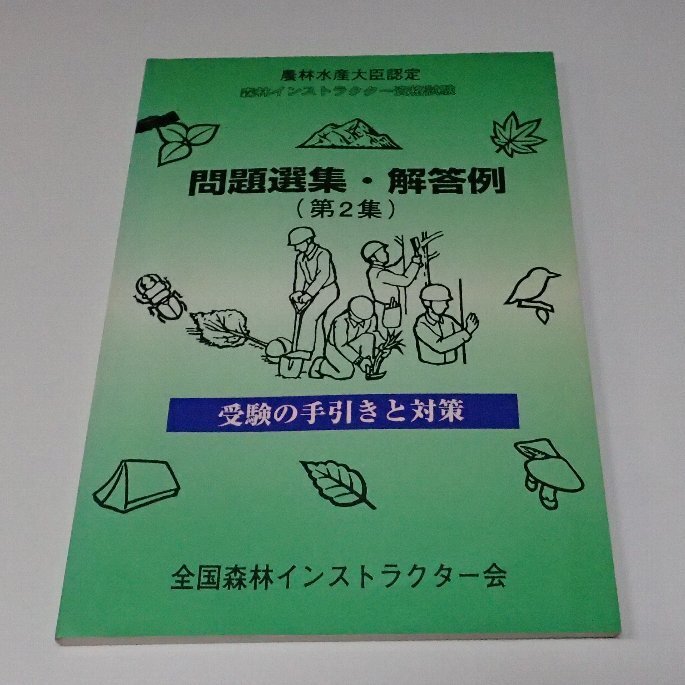 農林水産大臣認定
森林インストラクター資格試験
問題選集・解答例
(第2集)
受験の手引きと対策
全国森林インストラクター会